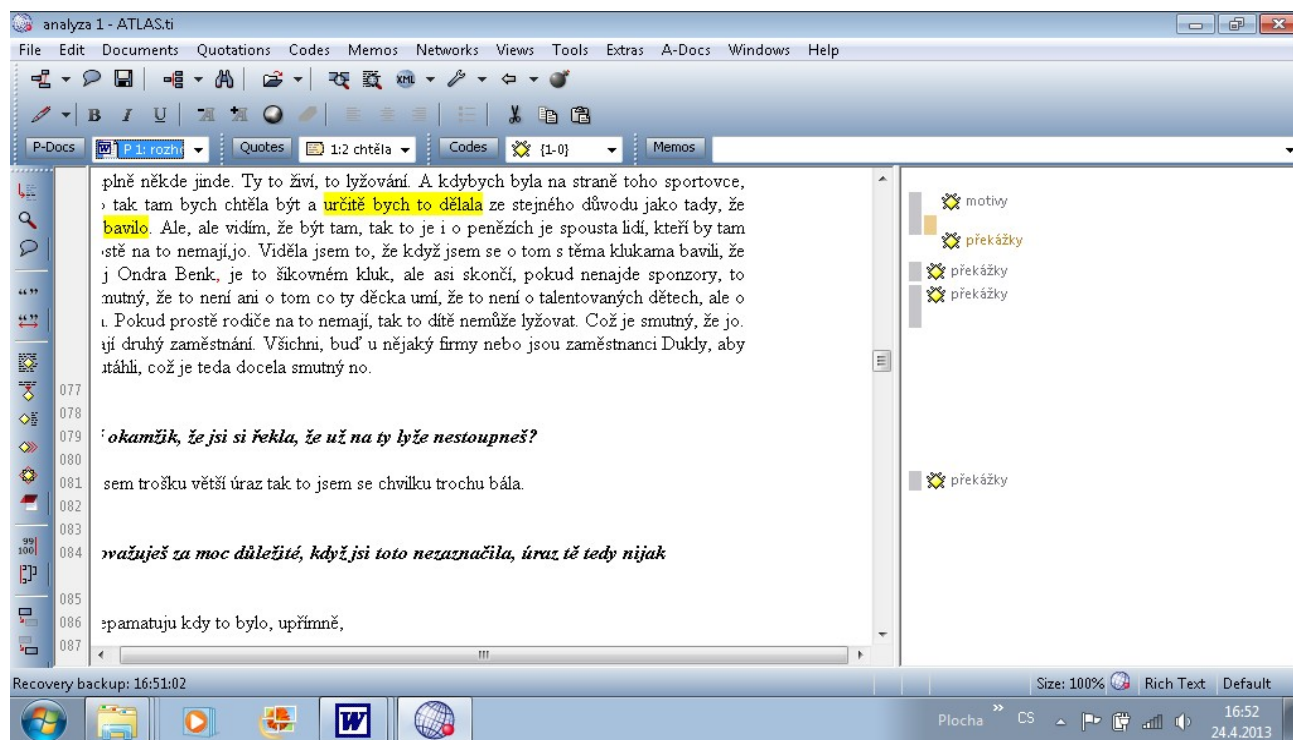 analyza 1 - ATLAS.ti
File Edit Documents Quotations Codes Memos Networks Views Tools Extras A-Docs Windows Help
XML
B I U
P-Docs P 1: rozho Quotes 1:2 chtěla Codes {1-0} Memos
plně někde jinde. Ty to živí, to lyžování. A kdybych byla na straně toho sportovce,
tak tam bych chtěla být a určitě bych to dělala ze stejného důvodu jako tady, že
bavilo. Ale, ale vidím, že být tam, tak to je i o penězích je spousta lidí, kteří by tam
stě na to nemají,jo. Viděla jsem to, že když jsem se o tom s těma klukama bavili, že
j Ondra Benk, je to šikovném kluk, ale asi skončí, pokud nenajde sponzory, to
mutný, že to není ani o tom co ty děcka umí, že to není o talentovaných dětech, ale o
. Pokud prostě rodiče na to nemají, tak to dítě nemůže lyžovat. Což je smutný, že jo.
ají druhý zaměstnání. Všichni, buď u nějaký firmy nebo jsou zaměstnanci Dukly, aby
utáhli, což je teda docela smutný no.
077
078
079 okamžik, že jsi si řekla, že už na ty lyže nestoupneš?
080
081 sem trošku větší úraz tak to jsem se chvilku trochu bála.
082
083
084 ovažuješ za moc důležité, když jsi toto nezaznačila, úraz tě tedy nijak
085
086 epamatuju kdy to bylo, upřímně,
087
motivy
překážky
překážky
překážky
překážky
99
100
Recovery backup: 16:51:02 Size: 100% Rich Text Default
W Plocha » CS 16:52
24.4.2013